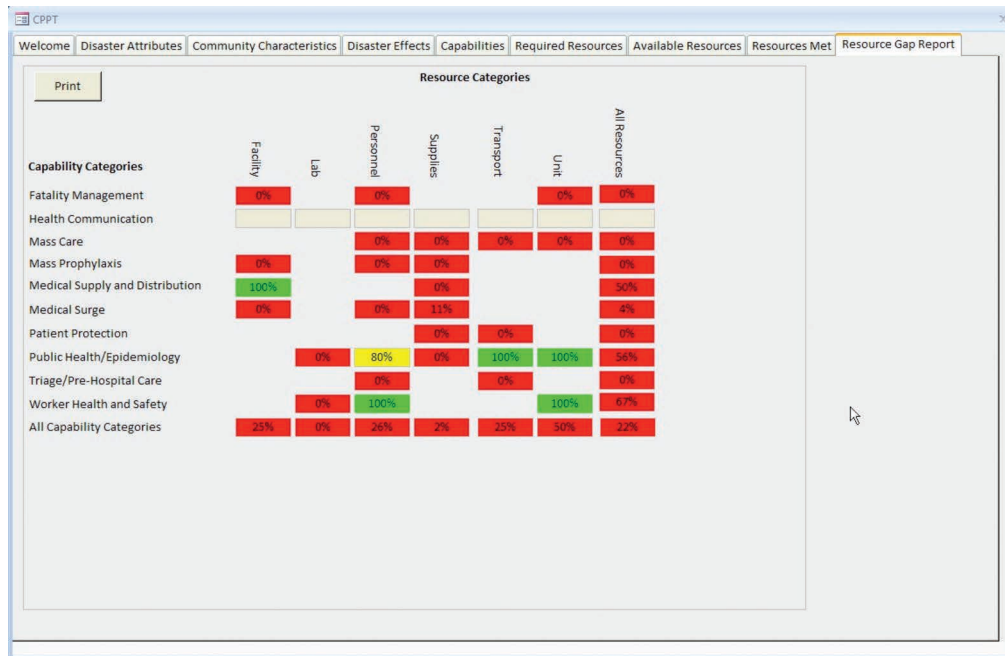 CPPT
Welcome Disaster Attributes Community Characteristics Disaster Effects Capabilities Required Resources Available Resources Resources Met Resource Gap Report
Print
Resource Categories
Capability Categories Facility Lab Personnel Supplies Transport Unit All Resources
Fatality Management 0% 0% 0% 0%
Health Communication
Mass Care 0% 0% 0% 0% 0%
Mass Prophylaxis 0% 0% 0% 0%
Medical Supply and Distribution 100% 0% 50%
Medical Surge 0% 0% 11% 4%
Patient Protection 0% 0% 0%
Public Health/Epidemiology 0% 80% 0% 100% 100% 56%
Triage/Pre-Hospital Care 0% 0% 0%
Worker Health and Safety 0% 100% 100% 67%
All Capability Categories 25% 0% 26% 2% 25% 50% 22%